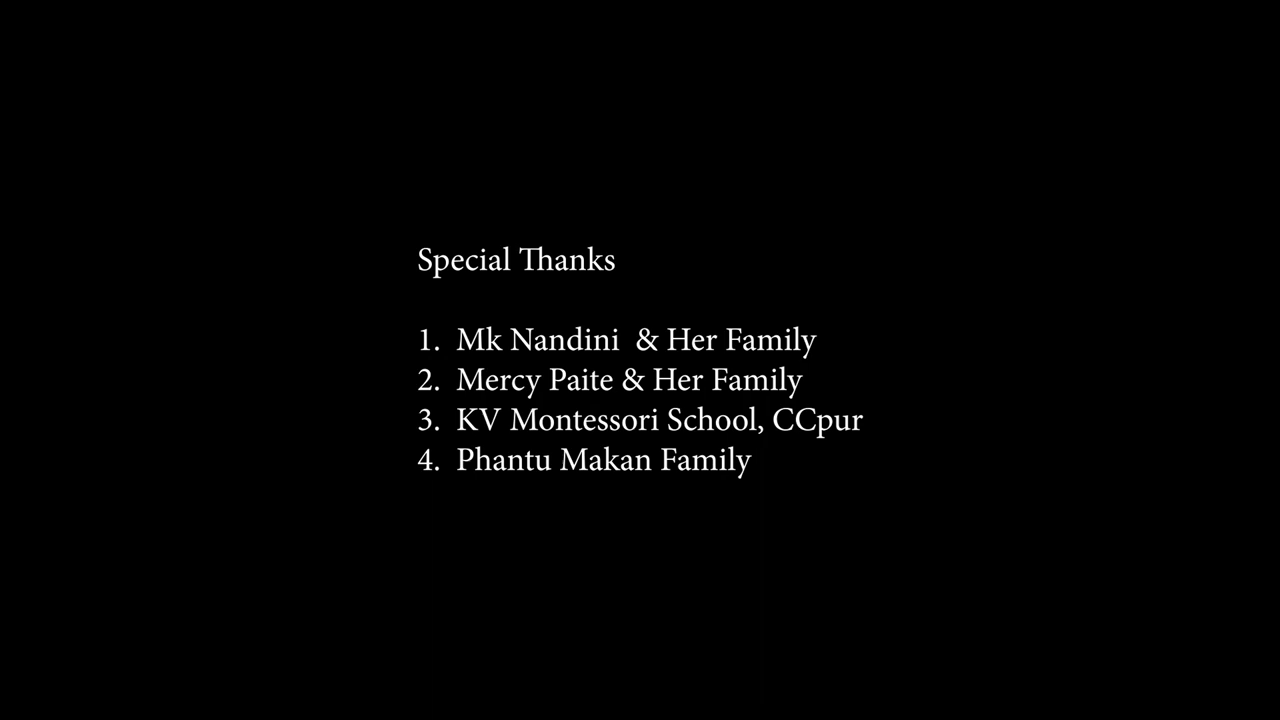 Special Thanks
1. Mk Nandini & Her Family
2. Mercy Paite & Her Family
3. KV Montessori School, CCpur
4. Phantu Makan Family